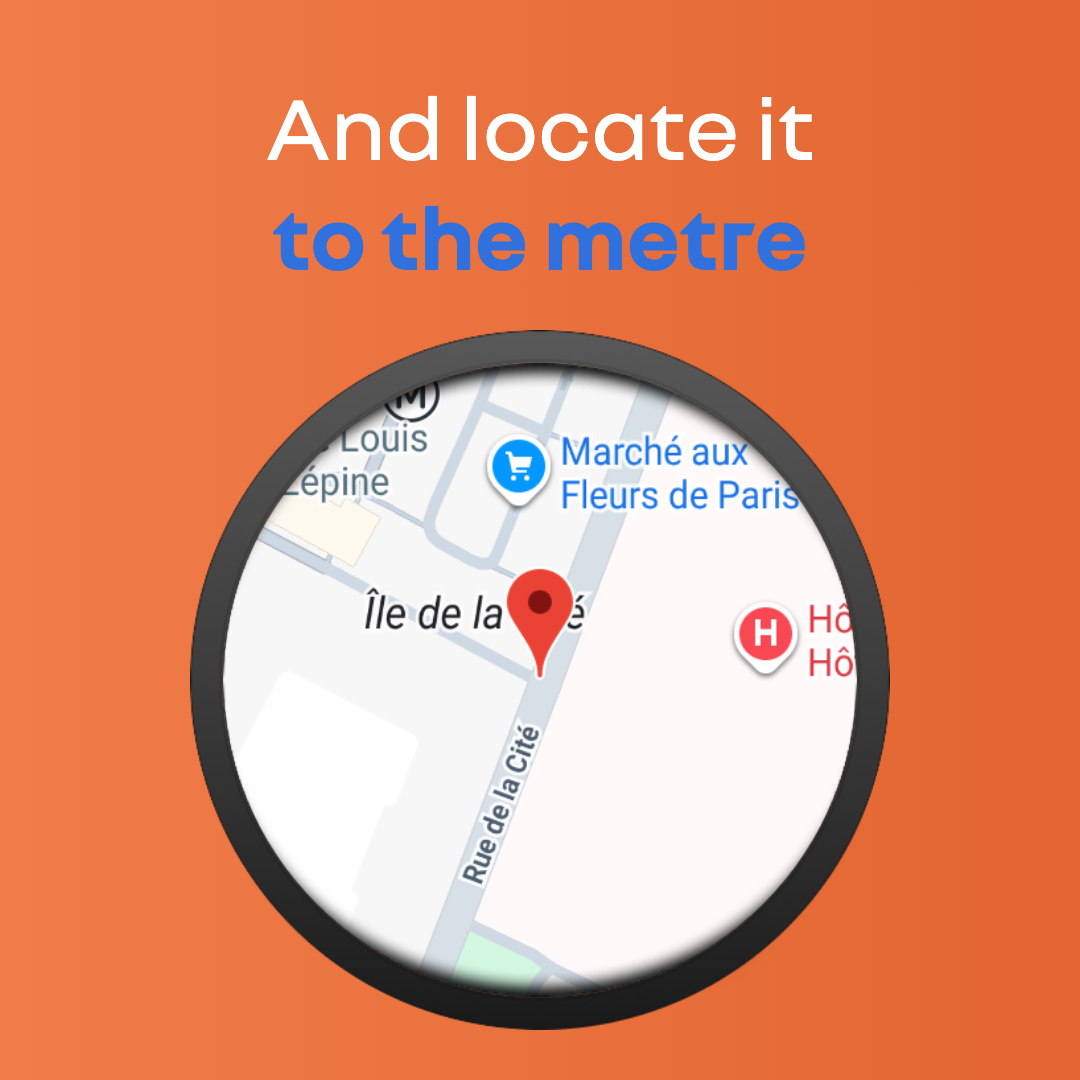 And locate it
to the metre
M
Louis
Lépine
Marché aux
Fleurs de Paris
Île de la
H
Rue de la Cité